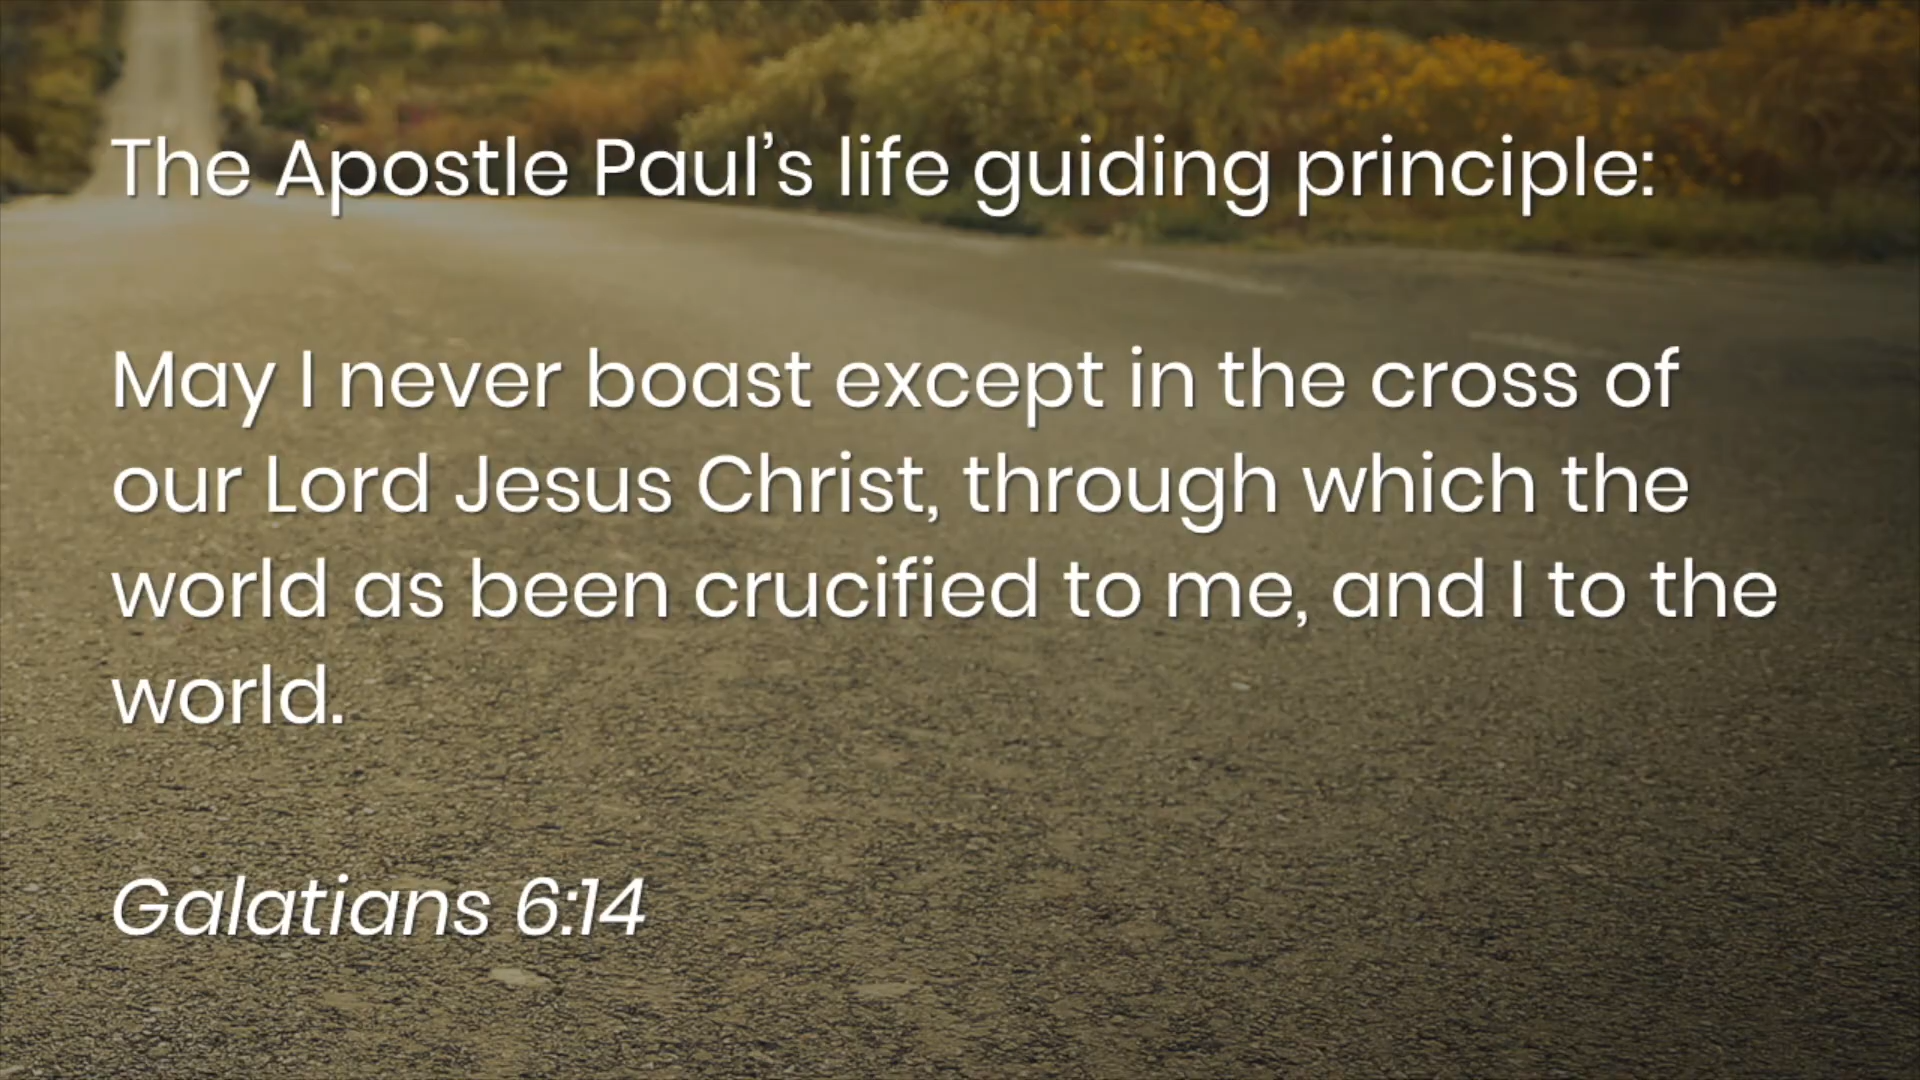 The Apostle Paul’s life guiding principle:
May I never boast except in the cross of
our Lord Jesus Christ, through which the
world as been crucified to me, and I to the
world.
Galatians 6:14